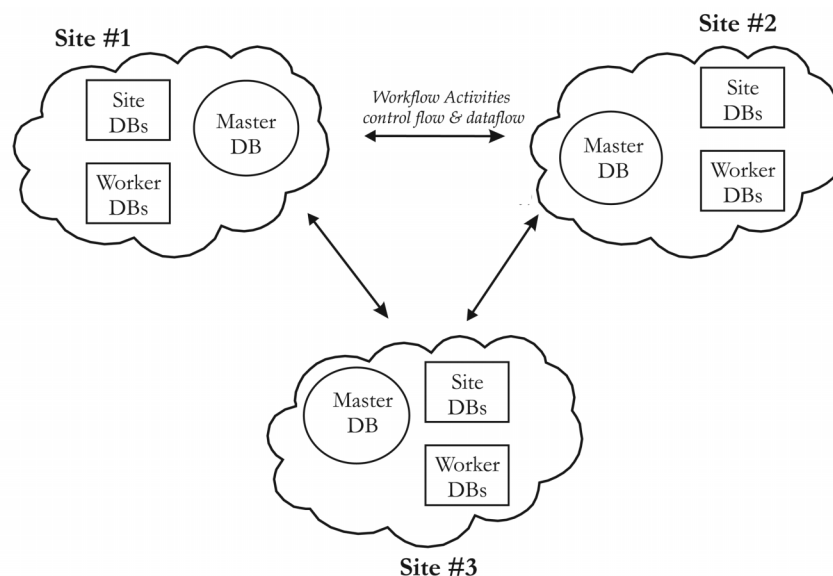 Site #1
Site
DBs
Master
DB
Worker
DBs
Workflow Activities
control flow & dataflow
Site #2
Site
DBs
Master
DB
Worker
DBs
Master
DB
Site
DBs
Worker
DBs
Site #3